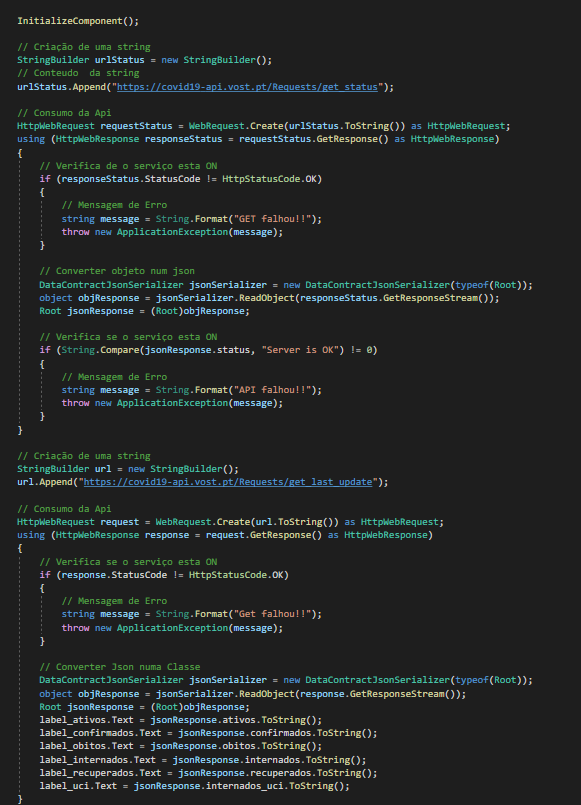 InitializeComponent();
// Criação de uma string
StringBuilder urlStatus = new StringBuilder();
// Conteudo  da string
urlStatus.Append("https://covid19-api.vost.pt/Requests/get_status");
// Consumo da Api
HttpWebRequest requestStatus = WebRequest.Create(urlStatus.ToString()) as HttpWebRequest;
using (HttpWebResponse responseStatus = requestStatus.GetResponse() as HttpWebResponse)
{
// Verifica de o serviço esta ON
if (responseStatus.StatusCode != HttpStatusCode.OK)
{
// Mensagem de Erro
string message = String.Format("GET falhou!!");
throw new ApplicationException(message);
}
// Converter objeto num json
DataContractJsonSerializer jsonSerializer = new DataContractJsonSerializer(typeof(Root));
object objResponse = jsonSerializer.ReadObject(responseStatus.GetResponseStream());
Root jsonResponse = (Root)objResponse;
// Verifica se o serviço esta ON
if (String.Compare(jsonResponse.status, "Server is OK") != 0)
{
// Mensagem de Erro
string message = String.Format("API falhou!!");
throw new ApplicationException(message);
}
}
// Criação de uma string
StringBuilder url = new StringBuilder();
url.Append("https://covid19-api.vost.pt/Requests/get_last_update");
// Consumo da Api
HttpWebRequest request = WebRequest.Create(url.ToString()) as HttpWebRequest;
using (HttpWebResponse response = request.GetResponse() as HttpWebResponse)
{
// Verifica se o serviço esta ON
if (response.StatusCode != HttpStatusCode.OK)
{
// Mensagem de Erro
string message = String.Format("Get falhou!!");
throw new ApplicationException(message);
}
// Converter Json numa Classe
DataContractJsonSerializer jsonSerializer = new DataContractJsonSerializer(typeof(Root));
object objResponse = jsonSerializer.ReadObject(response.GetResponseStream());
Root jsonResponse = (Root)objResponse;
label_ativos.Text = jsonResponse.ativos.ToString();
label_confirmados.Text = jsonResponse.confirmados.ToString();
label_obitos.Text = jsonResponse.obitos.ToString();
label_internados.Text = jsonResponse.internados.ToString();
label_recuperados.Text = jsonResponse.recuperados.ToString();
label_uci.Text = jsonResponse.internados_uci.ToString();
}